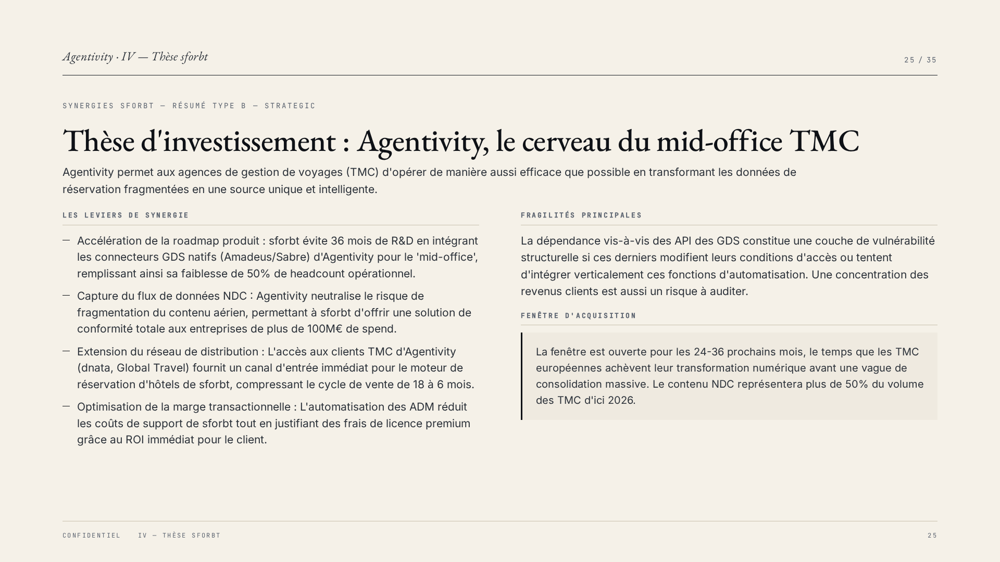 Agentivity · IV — Thèse sforbt
25 / 35
SYNERGIES SFORBT — RÉSUMÉ TYPE B — STRATEGIC
Thèse d'investissement : Agentivity, le cerveau du mid-office TMC
Agentivity permet aux agences de gestion de voyages (TMC) d'opérer de manière aussi efficace que possible en transformant les données de
réservation fragmentées en une source unique et intelligente.
LES LEVIERS DE SYNERGIE
— Accélération de la roadmap produit : sforbt évite 36 mois de R&D en intégrant
les connecteurs GDS natifs (Amadeus/Sabre) d'Agentivity pour le 'mid-office',
remplissant ainsi sa faiblesse de 50% de headcount opérationnel.
— Capture du flux de données NDC : Agentivity neutralise le risque de
fragmentation du contenu aérien, permettant à sforbt d'offrir une solution de
conformité totale aux entreprises de plus de 100M€ de spend.
— Extension du réseau de distribution : L'accès aux clients TMC d'Agentivity
(dnata, Global Travel) fournit un canal d'entrée immédiat pour le moteur de
réservation d'hôtels de sforbt, compressant le cycle de vente de 18 à 6 mois.
— Optimisation de la marge transactionnelle : L'automatisation des ADM réduit
les coûts de support de sforbt tout en justifiant des frais de licence premium
grâce au ROI immédiat pour le client.
FRAGILITÉS PRINCIPALES
La dépendance vis-à-vis des API des GDS constitue une couche de vulnérabilité
structurelle si ces derniers modifient leurs conditions d'accès ou tentent
d'intégrer verticalement ces fonctions d'automatisation. Une concentration des
revenus clients est aussi un risque à auditer.
FENÊTRE D'ACQUISITION
La fenêtre est ouverte pour les 24-36 prochains mois, le temps que les TMC
européennes achèvent leur transformation numérique avant une vague de
consolidation massive. Le contenu NDC représentera plus de 50% du volume
des TMC d'ici 2026.
CONFIDENTIEL IV — THÈSE SFORBT
25